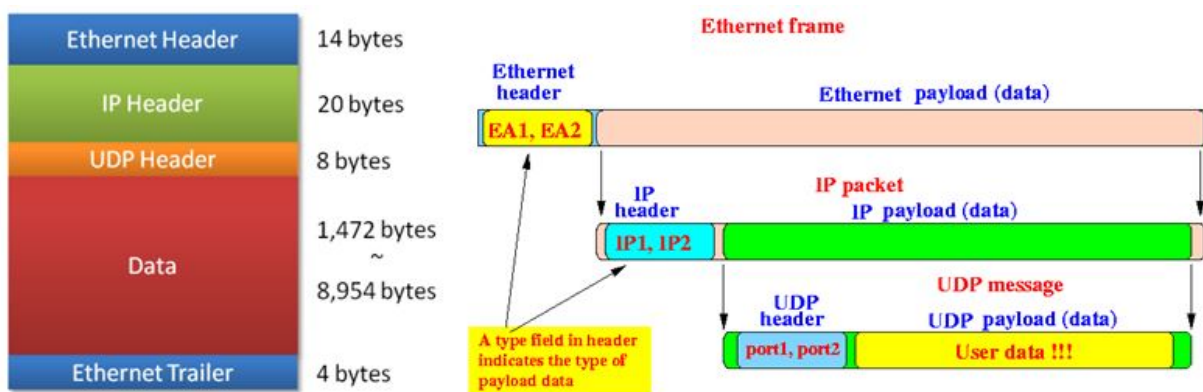 Ethernet Header
14 bytes
IP Header
20 bytes
UDP Header
8 bytes
Data
1,472 bytes
~
8,954 bytes
Ethernet Trailer
4 bytes
Ethernet frame
Ethernet
header
Ethernet payload (data)
EA1, EA2
IP packet
IP
header
IP payload (data)
IP1, IP2
UDP message
UDP
header
UDP payload (data)
port1, port2
User data !!!
A type field in header
indicates the type of
payload data